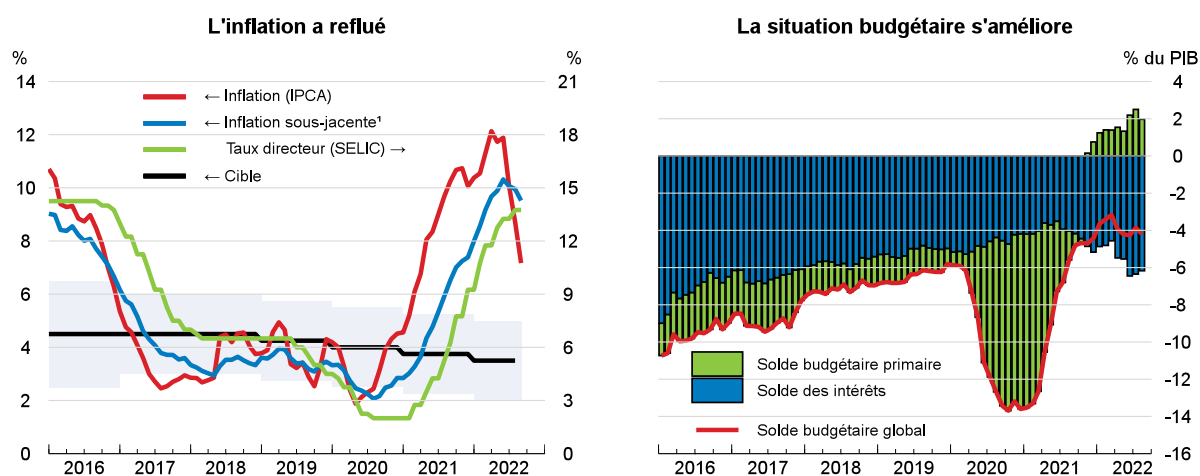 L'inflation a reflué
%
%
14
12
10
8
6
4
2
0
21
18
15
12
9
6
3
0
← Inflation (IPCA)
← Inflation sous-jacente¹
Taux directeur (SELIC) →
← Cible
2016 2017 2018 2019 2020 2021 2022
La situation budgétaire s'améliore
% du PIB
4
2
0
-2
-4
-6
-8
-10
-12
-14
-16
Solde budgétaire primaire
Solde des intérêts
Solde budgétaire global
2016 2017 2018 2019 2020 2021 2022